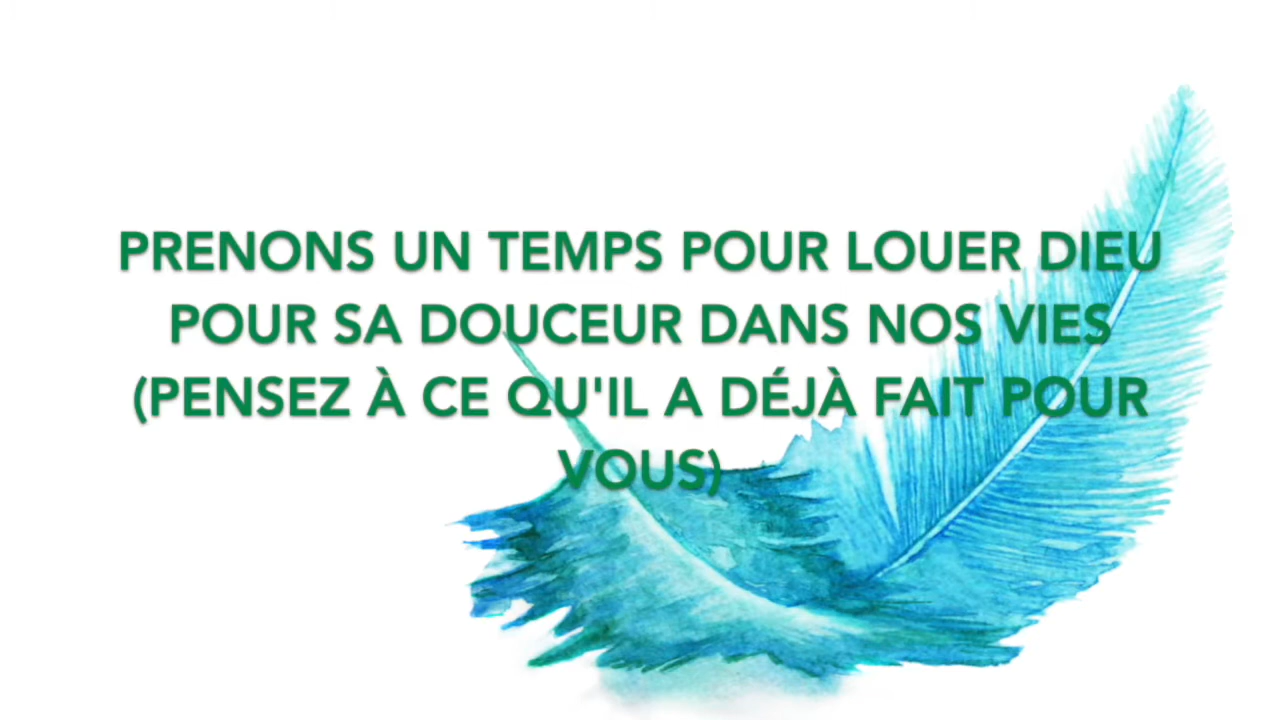 PRENONS UN TEMPS POUR LOUER DIEU
POUR SA DOUCEUR DANS NOS VIES
(PENSEZ À CE QU'IL A DÉJÀ FAIT POUR
VOUS)